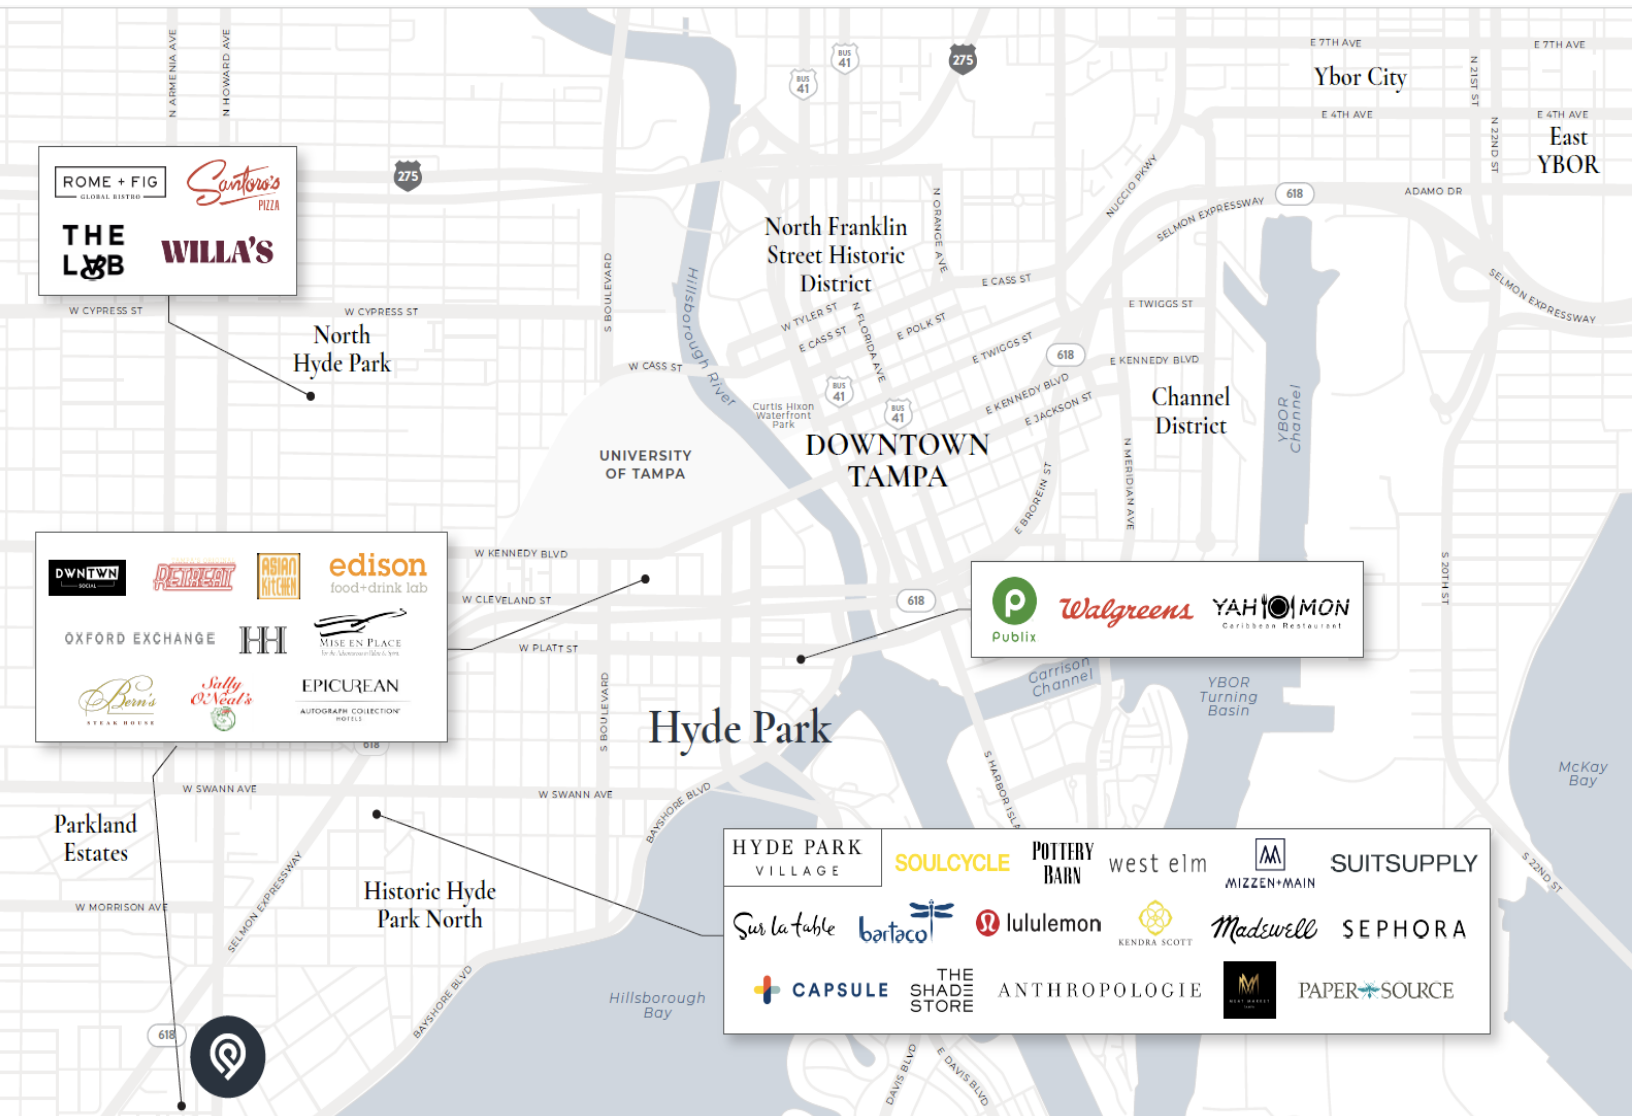 N ARMENIA AVE
N HOWARD AVE
BUS
41
BUS
41
275
E 7TH AVE
E 7TH AVE
Ybor City
N 21ST ST
E 4TH AVE
E 4TH AVE
N 22ND ST
East
YBOR
ROME + FIG
GLOBAL BISTRO
Santoro's
PIZZA
THE
LAB
WILLA'S
275
NUCCIO PKWY
618
ADAMO DR
SELMON EXPRESSWAY
N ORANGE AVE
North Franklin
Street Historic
District
S BOULEVARD
Hillsborough River
E CASS ST
SELMON EXPRESSWAY
W CYPRESS ST
W CYPRESS ST
E TWIGGS ST
W TYLER ST
N FLORIDA AVE
E CASS ST
E POLK ST
North
Hyde Park
E TWIGGS ST
618
E KENNEDY BLVD
W CASS ST
BUS
41
E KENNEDY BLVD
Curtis Hixon
Waterfront
Park
BUS
41
E JACKSON ST
Channel
District
YBOR
Channel
DOWNTOWN
TAMPA
UNIVERSITY
OF TAMPA
N MERIDIAN AVE
E BROREIN ST
W KENNEDY BLVD
S 20TH ST
DWNTWN
SOCIAL
RETREAT
ASIAN
KITCHEN
edison
food+drink lab
W CLEVELAND ST
618
Publix
Walgreens
YAH MON
Caribbean Restaurant
OXFORD EXCHANGE
MISE EN PLACE
W PLATT ST
Garrison
Channel
YBOR
Turning
Basin
Bern's
STEAK HOUSE
Sally
O'Neal's
EPICUREAN
AUTOGRAPH COLLECTION
HOTELS
S BOULEVARD
Hyde Park
618
S HARBOR ISLA
McKay
Bay
W SWANN AVE
W SWANN AVE
BAYSHORE BLVD
Parkland
Estates
HYDE PARK
VILLAGE
SOULCYCLE
POTTERY
BARN
west elm
MIZZEN+MAIN
SUITSUPPLY
S 22ND ST
Historic Hyde
Park North
W MORRISON AVE
SELMON EXPRESSWAY
Sur la table
bartaco
lululemon
KENDRA SCOTT
Madewell
SEPHORA
BAYSHORE BLVD
Hillsborough
Bay
CAPSULE
THE
SHADE
STORE
ANTHROPOLOGIE
MEAT MARKET
PAPER SOURCE
618
DAVIS BLVD
E DAVIS BLVD